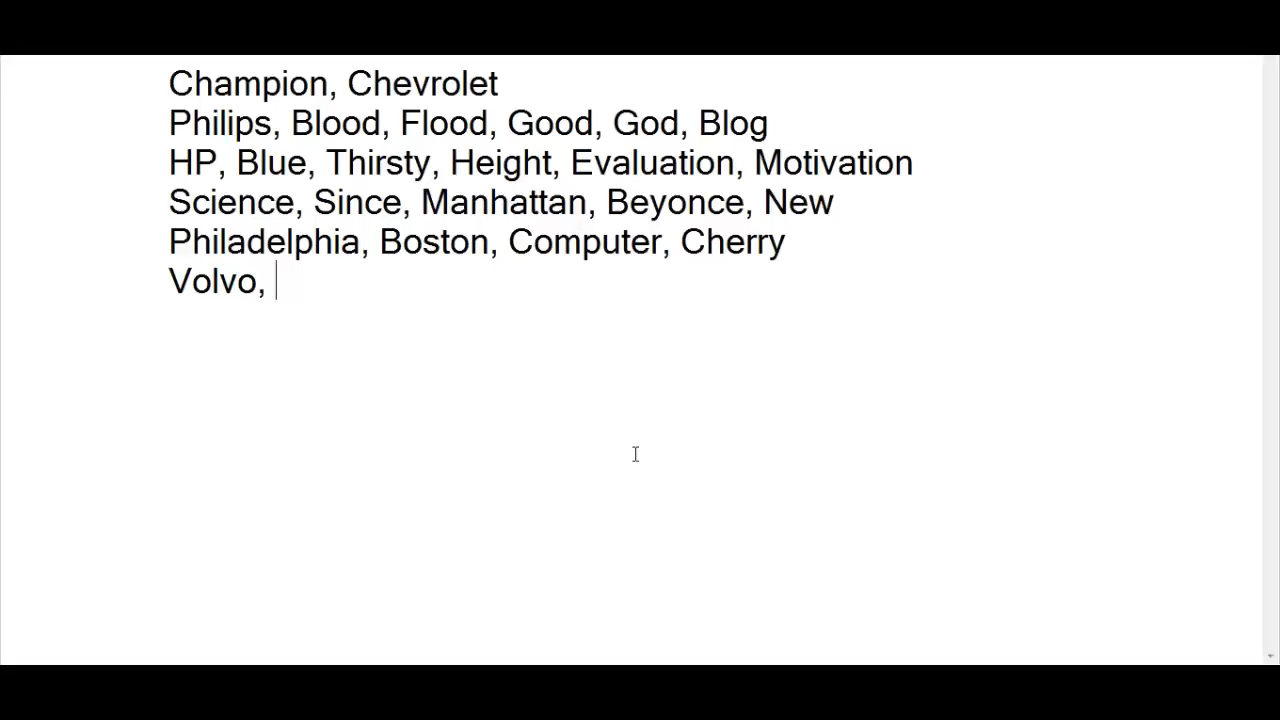 Champion, Chevrolet
Philips, Blood, Flood, Good, God, Blog
HP, Blue, Thirsty, Height, Evaluation, Motivation
Science, Since, Manhattan, Beyonce, New
Philadelphia, Boston, Computer, Cherry
Volvo,